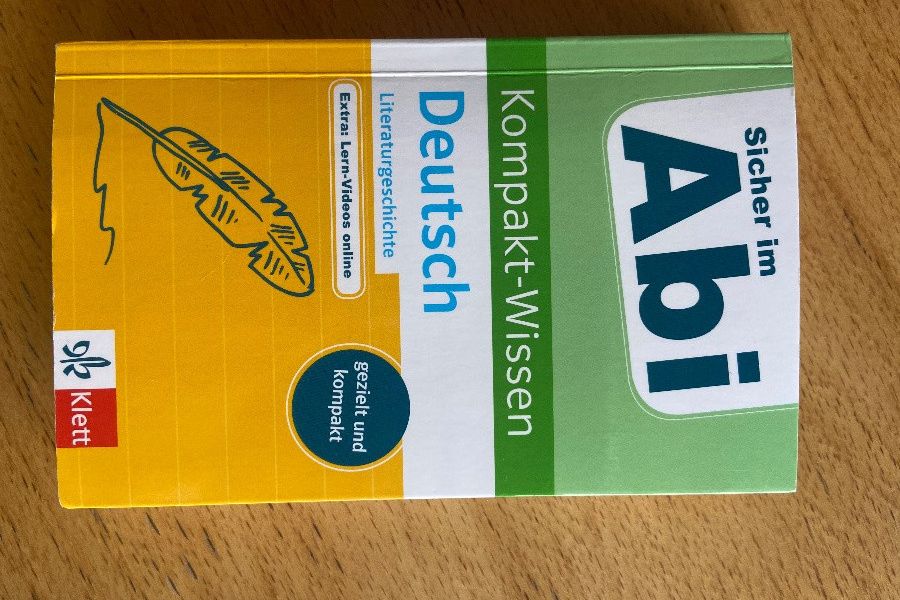 Sicher im
Abi
Kompakt-Wissen
Deutsch
Literaturgeschichte
Extra: Lern-Videos online
gezielt und
kompakt
Klett